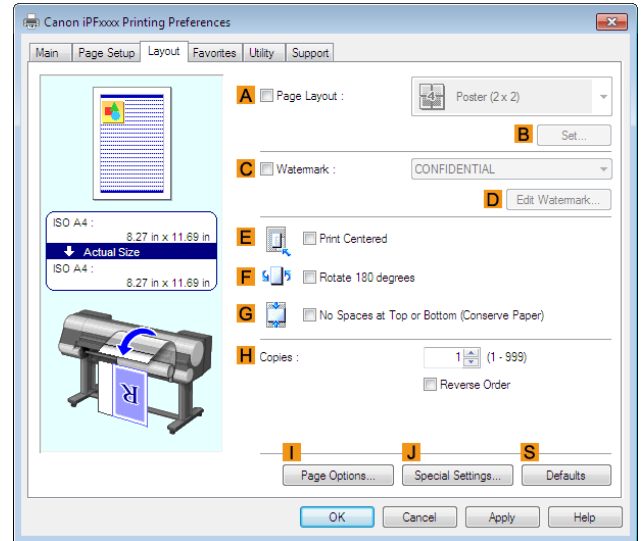 Canon iPFxxxx Printing Preferences
Main Page Setup Layout Favorites Utility Support
A Page Layout : 4 Poster (2 x 2)
B Set...
C Watermark : CONFIDENTIAL
D Edit Watermark...
ISO A4 :
8.27 in x 11.69 in
Actual Size
ISO A4 :
8.27 in x 11.69 in
E Print Centered
F Rotate 180 degrees
G No Spaces at Top or Bottom (Conserve Paper)
H Copies : 1 (1 - 999)
Reverse Order
R
I J S
Page Options... Special Settings... Defaults
OK Cancel Apply Help